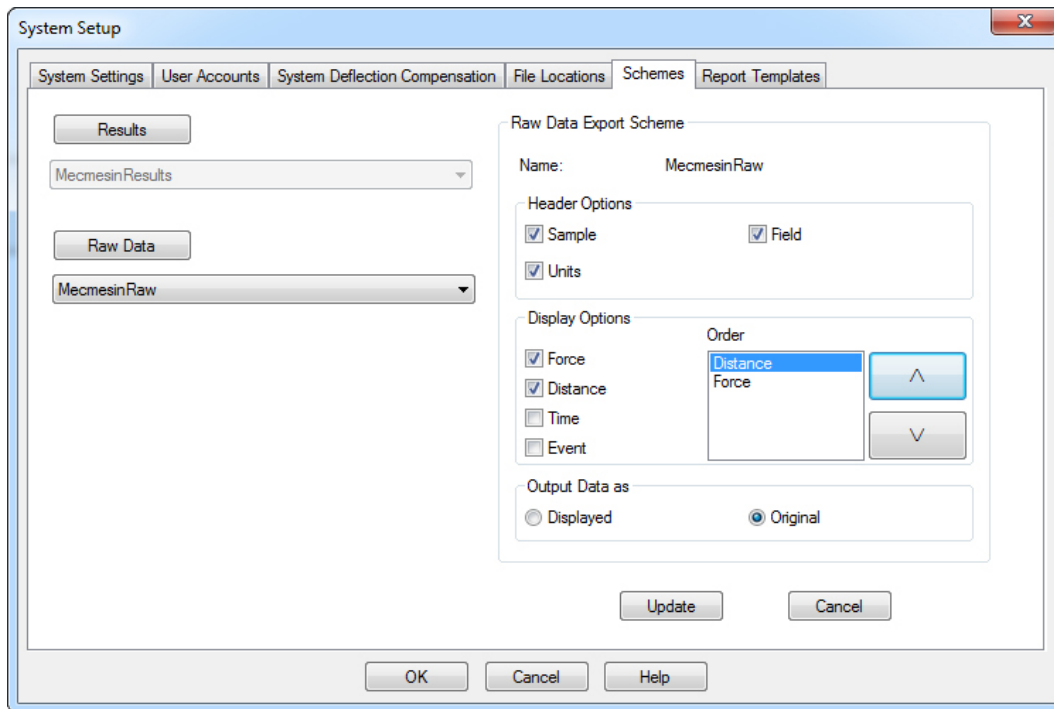 System Setup
System Settings User Accounts System Deflection Compensation File Locations Schemes Report Templates
Results
MecmesinResults
Raw Data
MecmesinRaw
Raw Data Export Scheme
Name: MecmesinRaw
Header Options
Sample Field
Units
Display Options
Order
Force
Distance
Time
Event
Distance
Force
Output Data as
Displayed Original
Update Cancel
OK Cancel Help